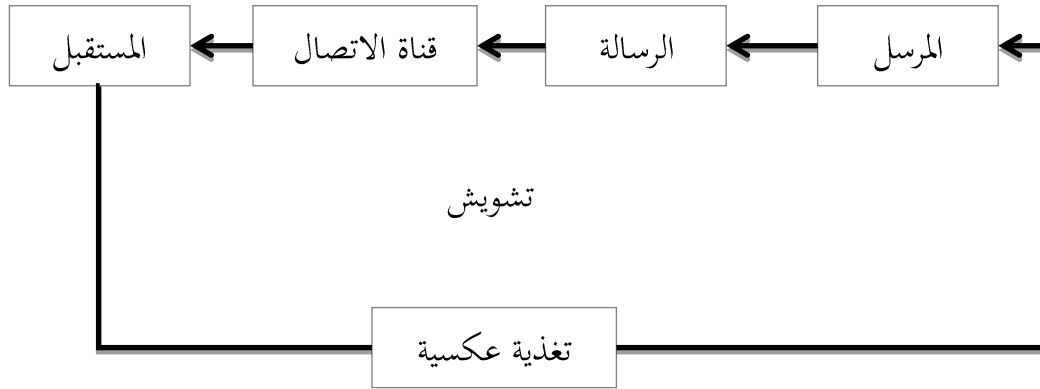 المرسل
الرسالة
قناة الاتصال
المستقبل
تشويش
تغذية عكسية